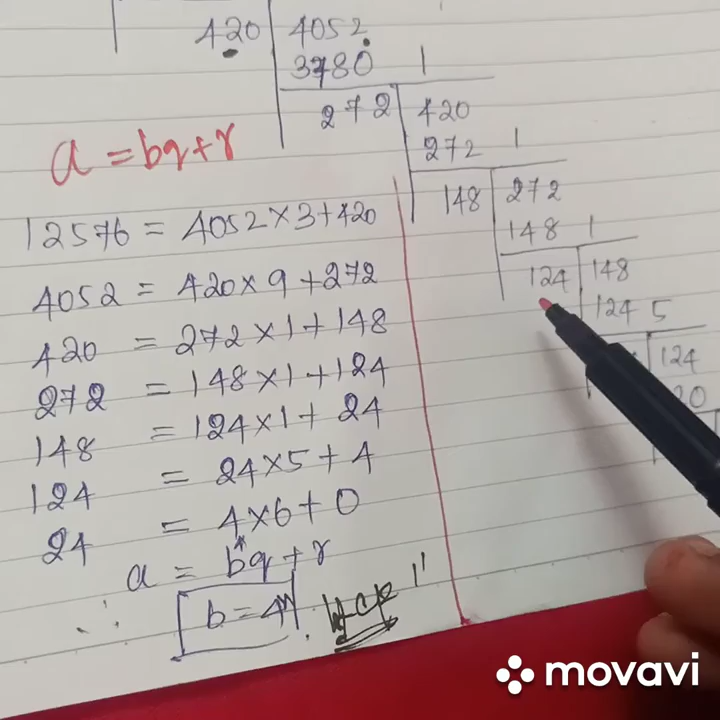 420 4052
3780 1
272 420
272 1
148 272
148 1
124 148
124 5
124
20
a = bq + r
12576 = 4052 × 3 + 420
4052 = 420 × 9 + 272
420 = 272 × 1 + 148
272 = 148 × 1 + 124
148 = 124 × 1 + 24
124 = 24 × 5 + 4
24 = 4 × 6 + 0
a = bq + r
∴ b = 4
movavi